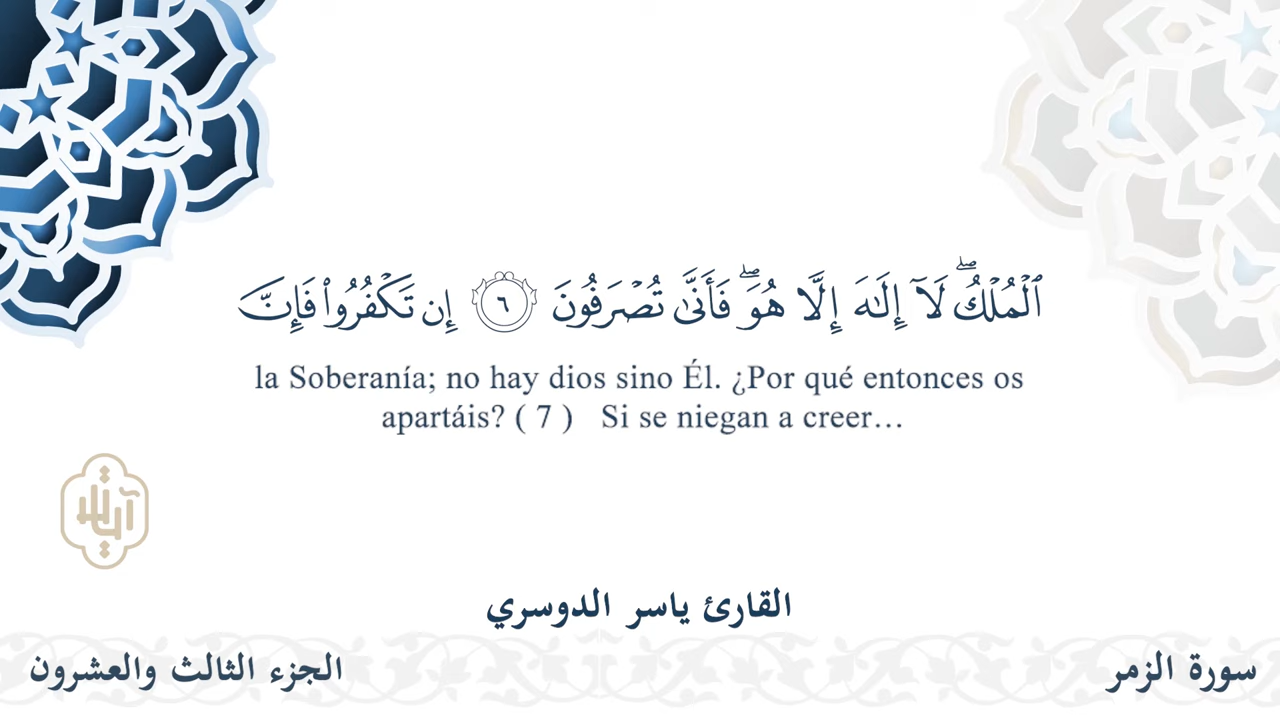 ٱلْمُلْكُ ۖ لَآ إِلَٰهَ إِلَّا هُوَ ۖ فَأَنَّىٰ تُصْرَفُونَ ٦ إِن تَكْفُرُوا۟ فَإِنَّ
la Soberanía; no hay dios sino Él. ¿Por qué entonces os
apartáis? ( 7 ) Si se niegan a creer…
القارئ ياسر الدوسري
سورة الزمر
الجزء الثالث والعشرون